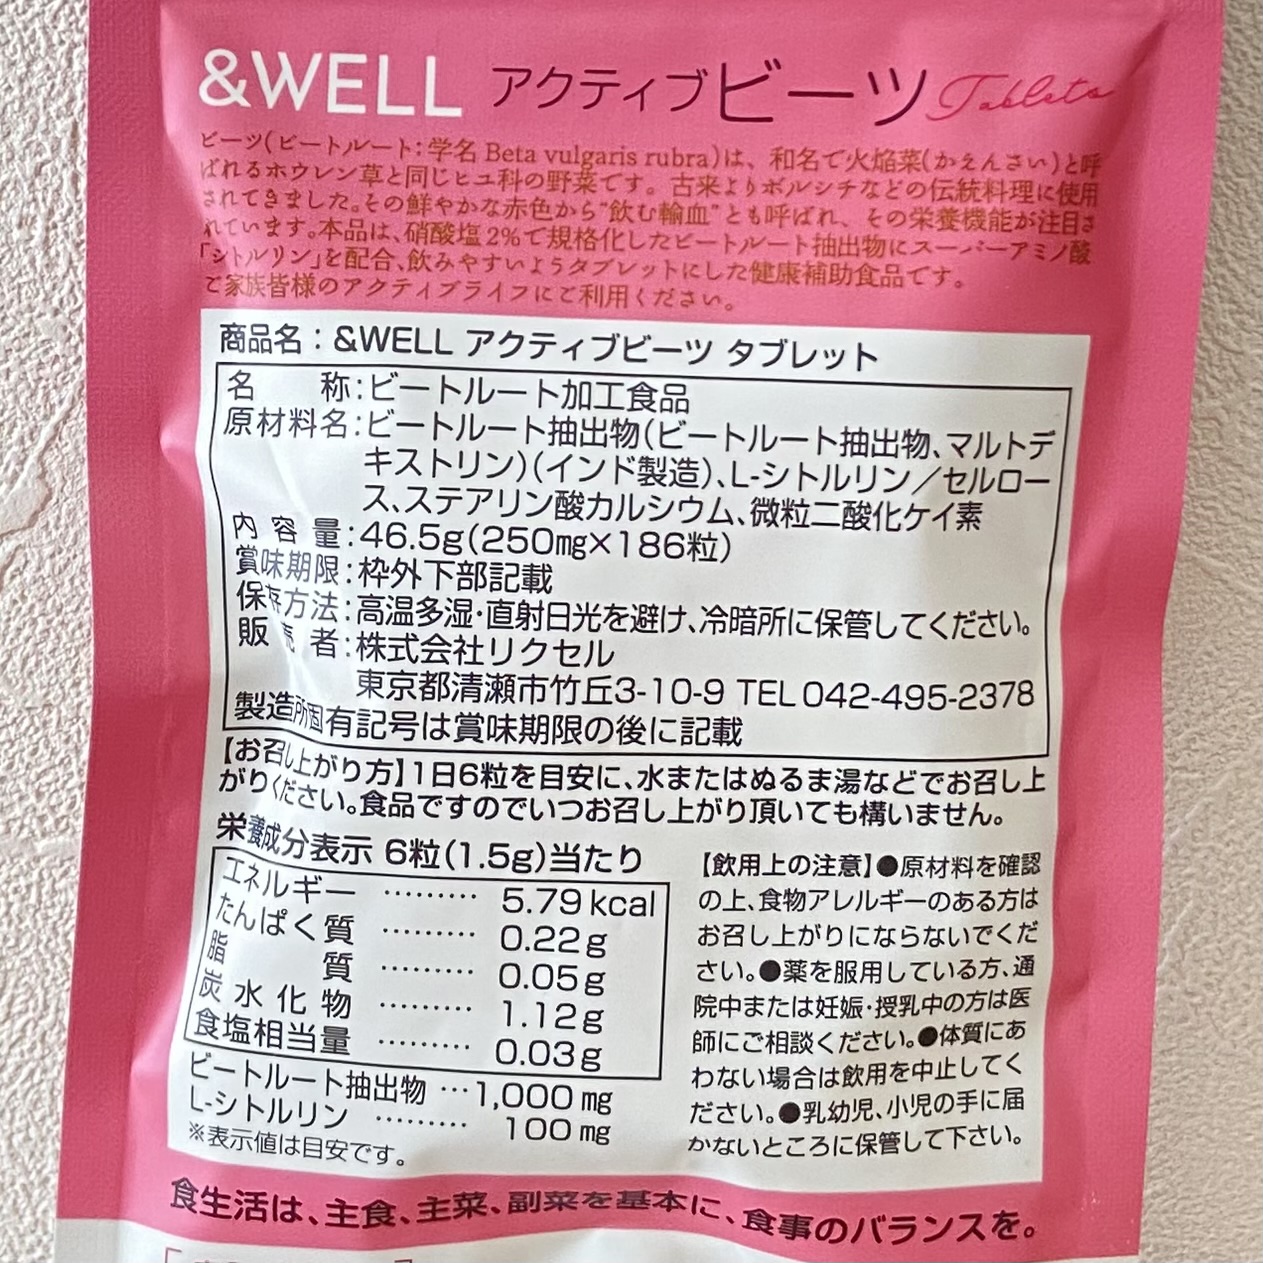 &WELL アクティブビーツ Tablets
ビーツ(ビートルート:学名 Beta vulgaris rubra)は、和名で火焔菜(かえんさい)と呼
ばれるホウレン草と同じヒユ科の野菜です。古来よりボルシチなどの伝統料理に使用
されてきました。その鮮やかな赤色から"飲む輸血"とも呼ばれ、その栄養機能が注目さ
れています。本品は、硝酸塩2%で規格化したビートルート抽出物にスーパーアミノ酸
「シトルリン」を配合、飲みやすいようタブレットにした健康補助食品です。
ご家族皆様のアクティブライフにご利用ください。
商品名:&WELL アクティブビーツ タブレット
名 称:ビートルート加工食品
原材料名:ビートルート抽出物(ビートルート抽出物、マルトデ
キストリン)(インド製造)、L-シトルリン/セルロー
ス、ステアリン酸カルシウム、微粒二酸化ケイ素
内容量:46.5g(250mg×186粒)
賞味期限:枠外下部記載
保存方法:高温多湿・直射日光を避け、冷暗所に保管してください。
販売者:株式会社リクセル
東京都清瀬市竹丘3-10-9 TEL042-495-2378
製造所固有記号は賞味期限の後に記載
【お召し上がり方】1日6粒を目安に、水またはぬるま湯などでお召し上
がりください。食品ですのでいつお召し上がり頂いても構いません。
栄養成分表示 6粒(1.5g)当たり
エネルギー ……… 5.79kcal
たんぱく質 ……… 0.22g
脂質 ……… 0.05g
炭水化物 ……… 1.12g
食塩相当量 ……… 0.03g
ビートルート抽出物 …1,000mg
L-シトルリン ……… 100mg
※表示値は目安です。
【飲用上の注意】●原材料を確認
の上、食物アレルギーのある方は
お召し上がりにならないでくだ
さい。●薬を服用している方、通
院中または妊娠・授乳中の方は医
師にご相談ください。●体質にあ
わない場合は飲用を中止してく
ださい。●乳幼児、小児の手に届
かないところに保管して下さい。
食生活は、主食、主菜、副菜を基本に、食事のバランスを。